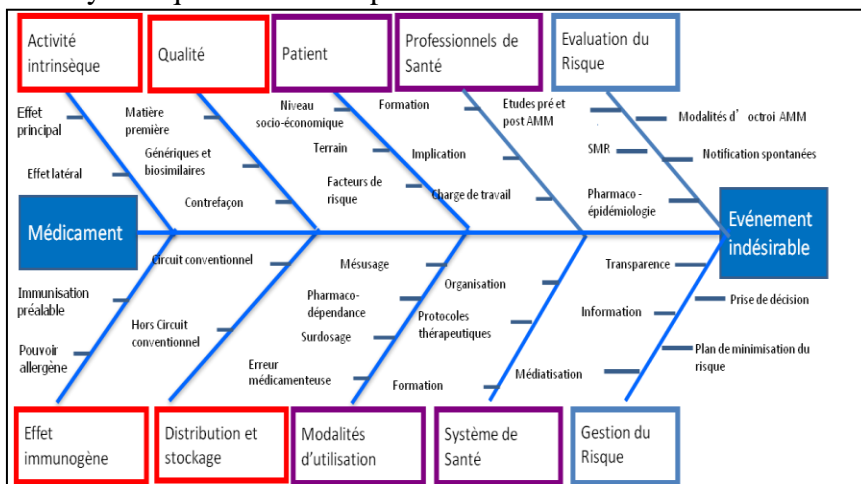 Activité
intrinsèque
Qualité
Patient
Professionnels de
Santé
Evaluation du
Risque
Effet
principal
Effet latéral
Matière
première
Génériques et
biosimilaires
Contrefaçon
Niveau
socio-économique
Terrain
Facteurs de
risque
Formation
Implication
Charge de travail
Etudes pré et
post AMM
SMR
Pharmaco -
épidémiologie
Modalités d' octroi AMM
Notification spontanées
Médicament
Evénement
indésirable
Immunisation
préalable
Pouvoir
allergène
Circuit conventionnel
Hors Circuit
conventionnel
Mésusage
Pharmaco-
dépendance
Surdosage
Erreur
médicamenteuse
Organisation
Protocoles
thérapeutiques
Formation
Transparence
Information
Médiatisation
Prise de décision
Plan de minimisation du
risque
Effet
immunogène
Distribution et
stockage
Modalités
d'utilisation
Système de
Santé
Gestion du
Risque